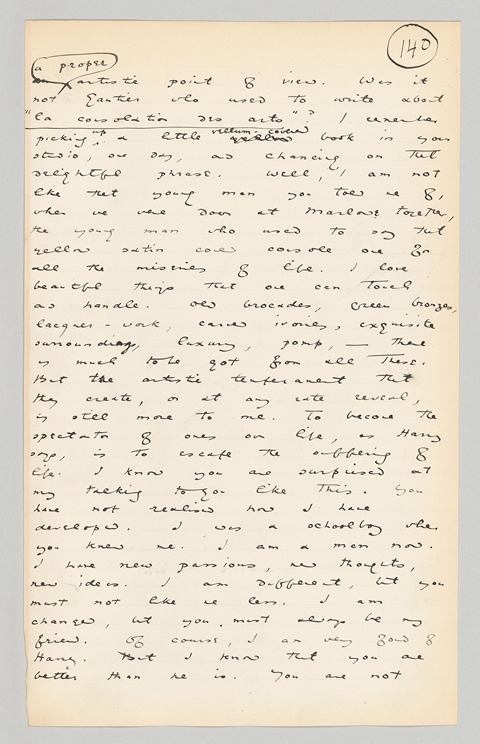 140
a proper
artistic point of view. Was it
not Gautier who used to write about
"la consolation des arts"? I remember
picking up a little vellum-covered book in your
studio, one day, and chancing on that
delightful phrase. Well, I am not
like that young man you told me of,
when we were down at Marlowe together,
the young man who used to say that
yellow satin could console one for
all the miseries of life. I love
beautiful things that one can touch
and handle. Old brocades, green bronzes,
lacquer-work, carved ivories, exquisite
surroundings, luxury, pomp, — there
is much to be got from all these.
But the artistic temperament that
they create, or at any rate reveal,
is still more to me. To become the
spectator of one's own life, as Harry
says, is to escape the suffering of
life. I know you are surprised at
my talking to you like this. You
have not realised how I have
developed. I was a schoolboy when
you knew me. I am a man now.
I have new passions, new thoughts,
new ideas. I am different, but you
must not like me less. I am
changed, but you must always be my
friend. Of course, I am very fond of
Harry. But I know that you are
better than he is. You are not